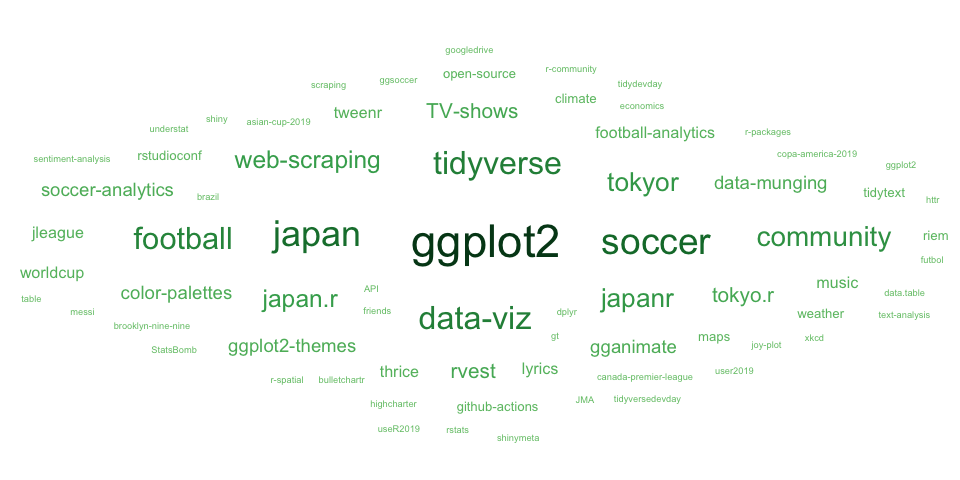 googledrive
r-community
open-source
ggsoccer
scraping
tidydevday
climate
economics
tweenr
TV-shows
shiny
asian-cup-2019
understat
football-analytics
r-packages
sentiment-analysis
rstudioconf
web-scraping
tidyverse
copa-america-2019
ggplot2
soccer-analytics
brazil
tokyor
data-munging
tidytext
httr
jleague
football
japan
ggplot2
soccer
community
riem
futbol
worldcup
color-palettes
japan.r
API
japanr
tokyo.r
music
data.table
table
messi
friends
data-viz
dplyr
weather
text-analysis
brooklyn-nine-nine
StatsBomb
ggplot2-themes
gt
gganimate
maps
joy-plot
xkcd
r-spatial
bulletchartr
thrice
rvest
lyrics
canada-premier-league
user2019
highcharter
github-actions
JMA
tidyversedevday
useR2019
rstats
shinymeta